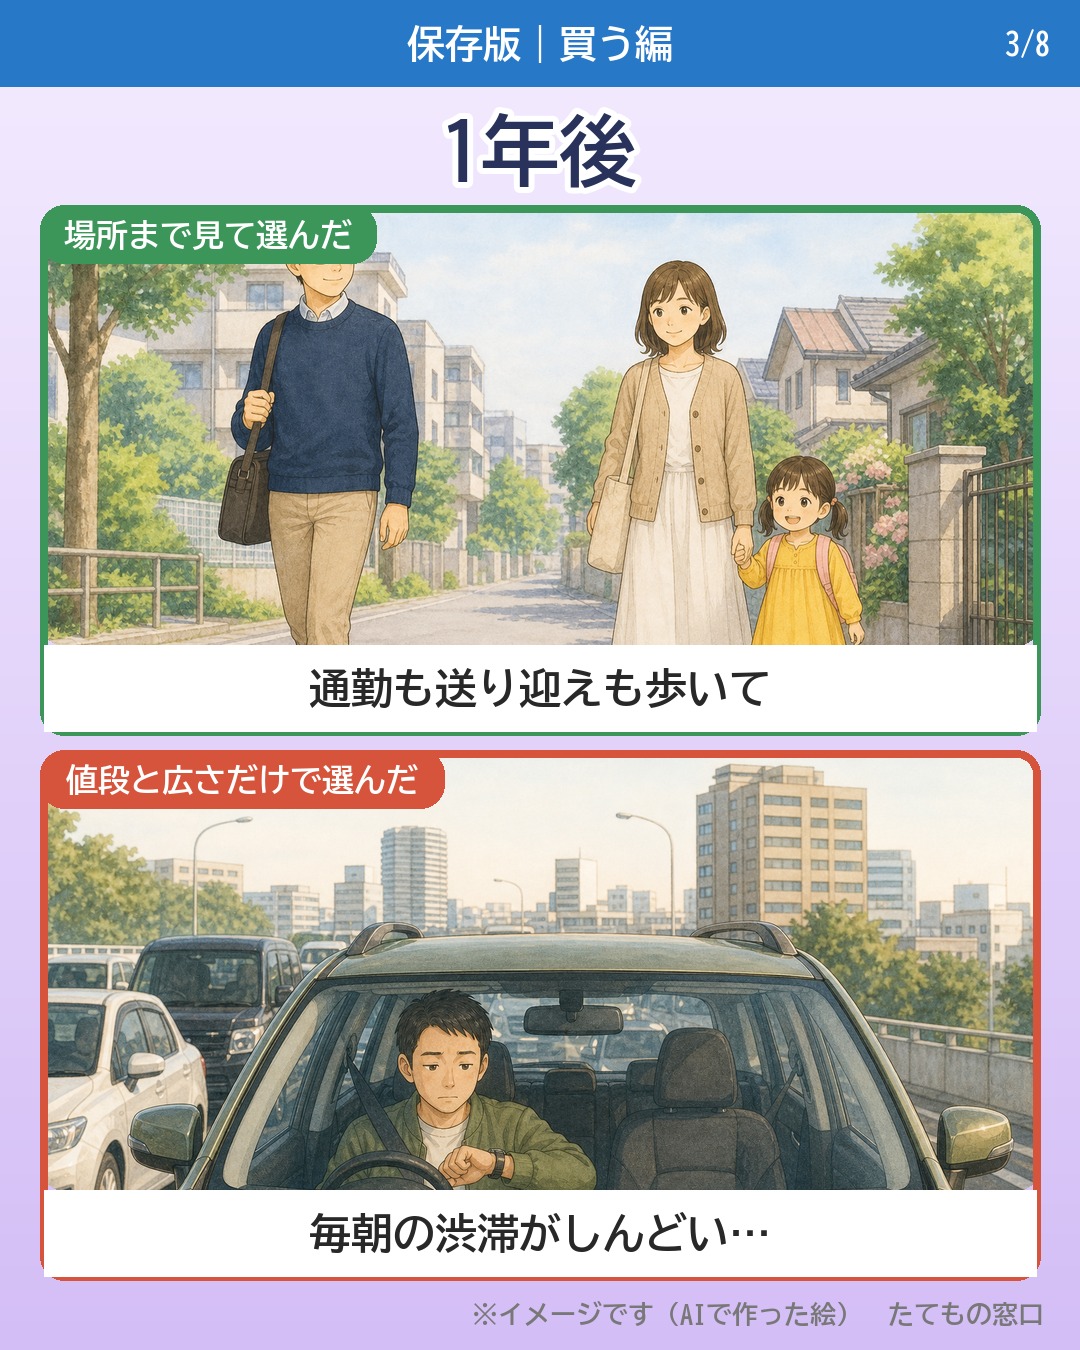 保存版｜買う編
3/8
1年後
場所まで見て選んだ
通勤も送り迎えも歩いて
値段と広さだけで選んだ
毎朝の渋滞がしんどい…
※イメージです（AIで作った絵）　たてもの窓口